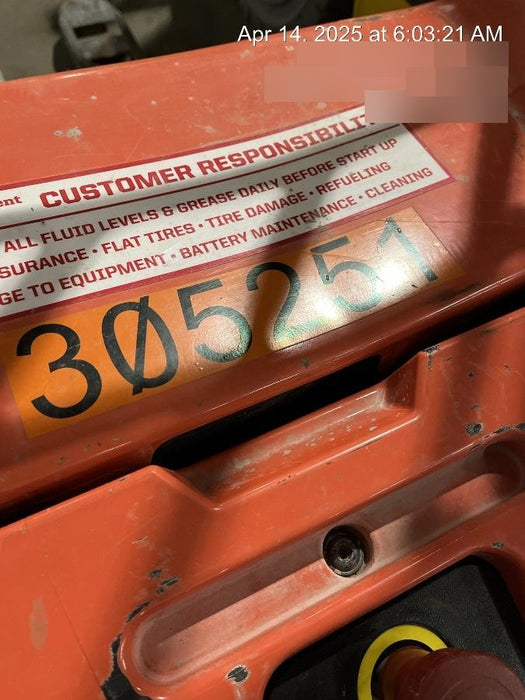 Apr 14, 2025 at 6:03:21 AM
ent CUSTOMER RESPONSIBILI
ALL FLUID LEVELS & GREASE DAILY BEFORE START UP
SURANCE • FLAT TIRES • TIRE DAMAGE • REFUELING
GE TO EQUIPMENT • BATTERY MAINTENANCE • CLEANING
3Ø5251